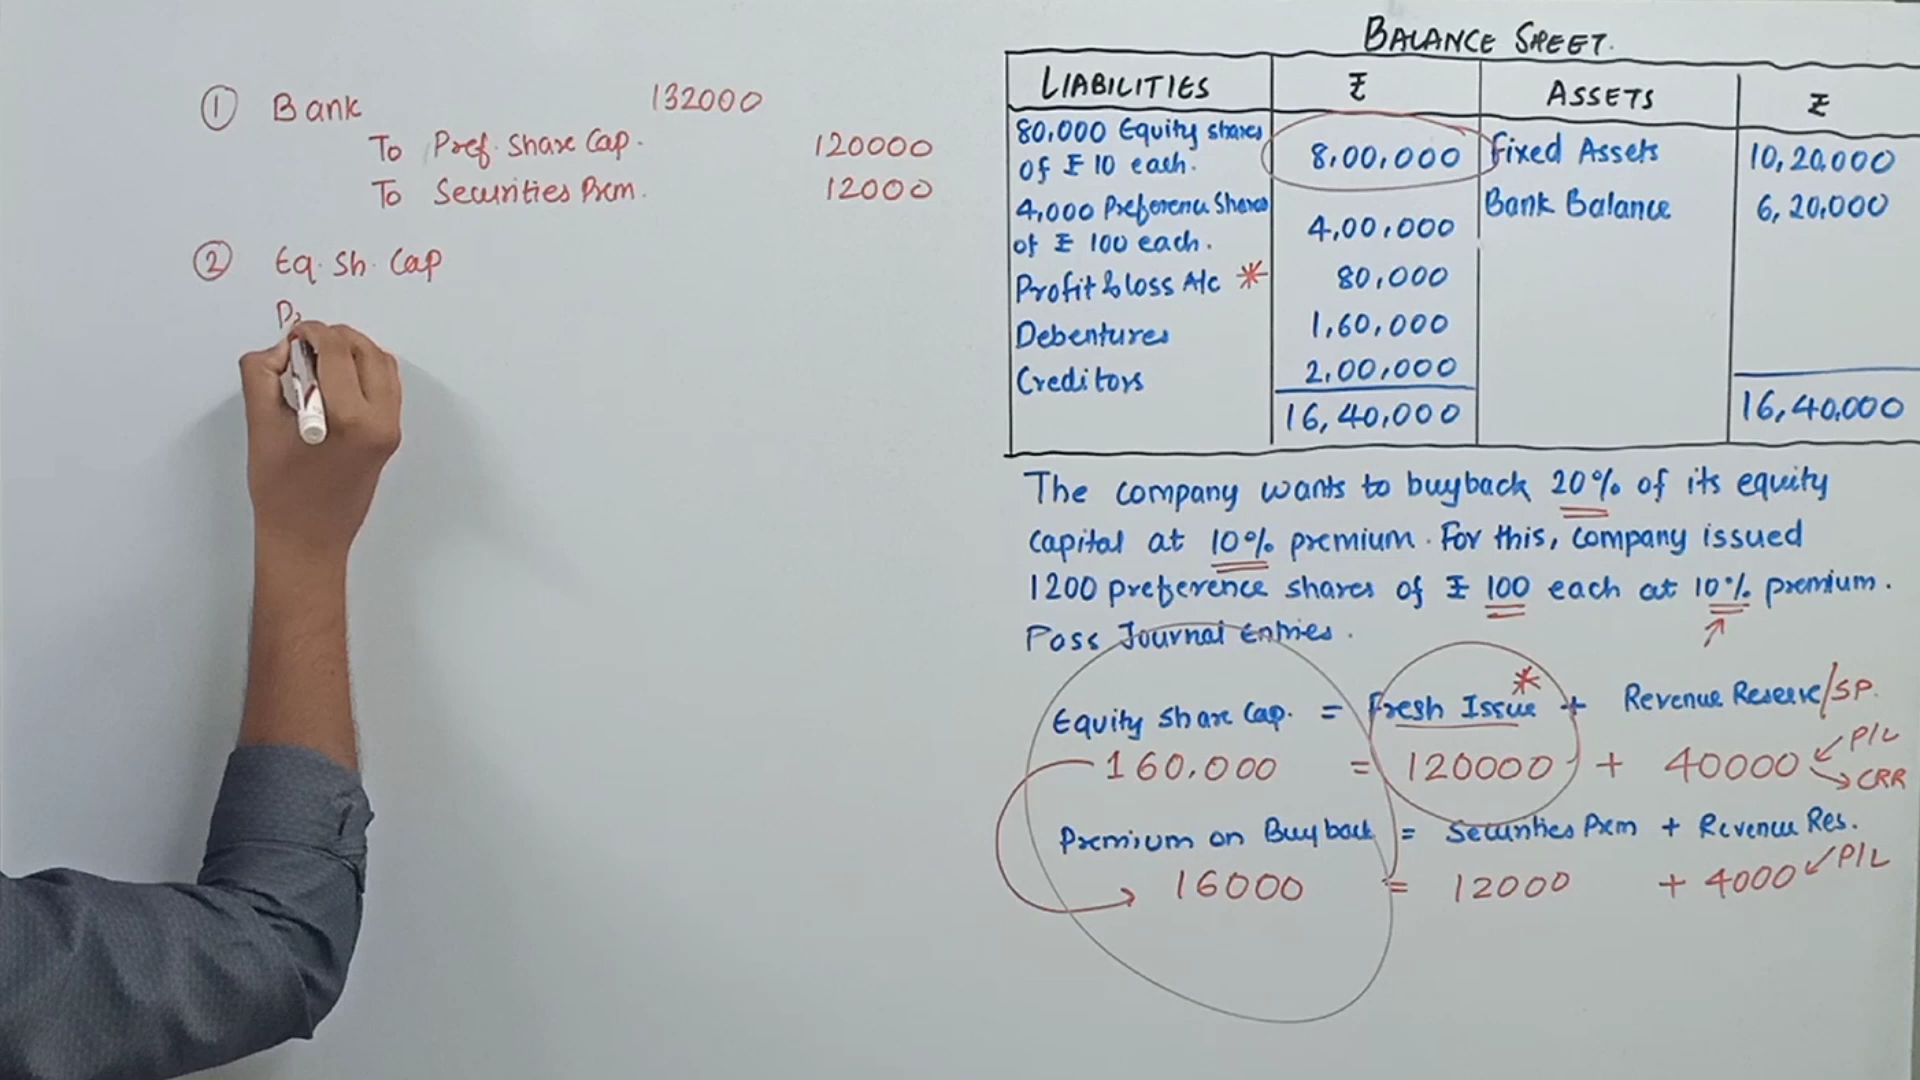 ① Bank 132000
To Pref. Share Cap. 120000
To Securities Prm. 12000
② Eq. Sh. Cap
BALANCE SHEET.
LIABILITIES ₹ ASSETS ₹
80,000 Equity shares
of ₹ 10 each. 8,00,000 Fixed Assets 10,20,000
4,000 Preference Shares Bank Balance 6,20,000
of ₹ 100 each. 4,00,000
Profit & loss A/c * 80,000
Debentures 1,60,000
Creditors 2,00,000
16,40,000 16,40,000
The company wants to buyback 20% of its equity
capital at 10% premium. For this, company issued
1200 preference shares of ₹ 100 each at 10% premium.
Pass Journal Entries.
Equity Share Cap. = Fresh Issue * + Revenue Reserve/SP.
160,000 = 120000 + 40000 P/L
CRR
Premium on Buyback = Securities Prm + Revenue Res.
16000 = 12000 + 4000 P/L